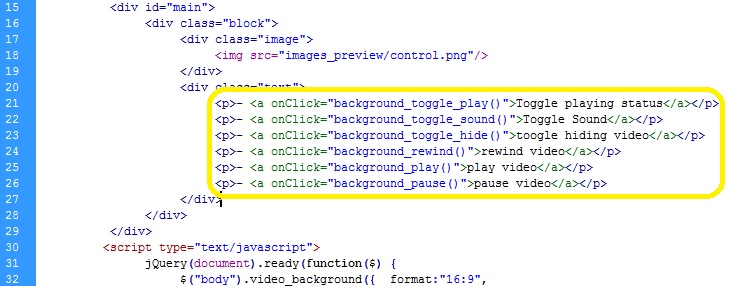 15 <div id="main">
16 <div class="block">
17 <div class="image">
18 <img src="images_preview/control.png"/>
19 </div>
20 <div class="text">
21 <p>- <a onClick="background_toggle_play()">Toggle playing status</a></p>
22 <p>- <a onClick="background_toggle_sound()">Toggle Sound</a></p>
23 <p>- <a onClick="background_toggle_hide()">toogle hiding video</a></p>
24 <p>- <a onClick="background_rewind()">rewind video</a></p>
25 <p>- <a onClick="background_play()">play video</a></p>
26 <p>- <a onClick="background_pause()">pause video</a></p>
27 </div>
28 </div>
29 </div>
30 <script type="text/javascript">
31 jQuery(document).ready(function($) {
32 $("body").video_background({ format:"16:9",